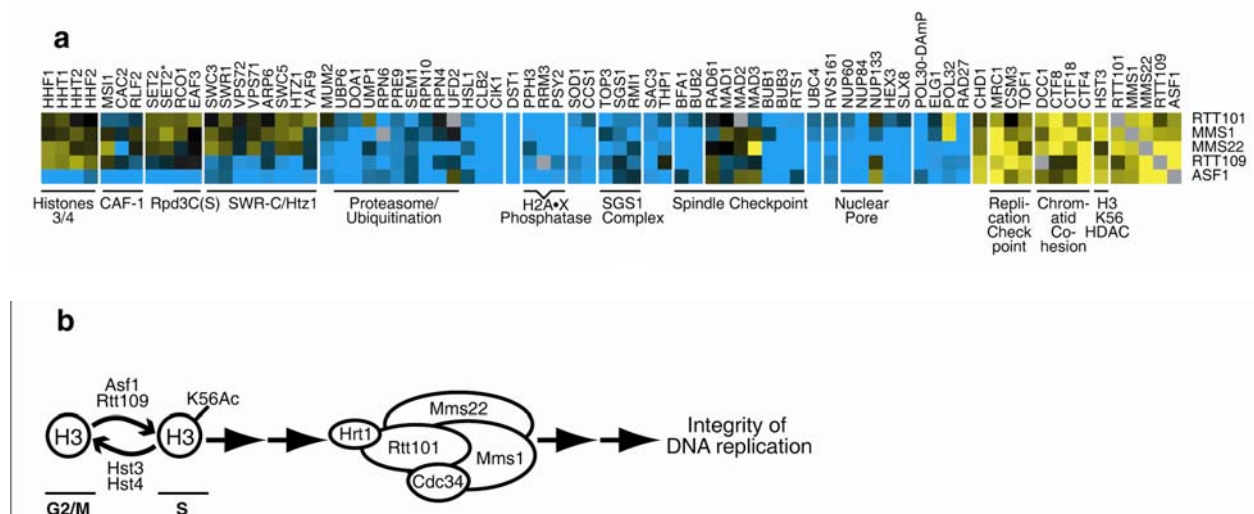 a
HHF1
HHT1
HHT2
HHF2
MSI1
CAC2
RLF2
SET2
SET2*
RCO1
EAF3
SWC3
SWR1
VPS72
VPS71
ARP6
SWC5
HTZ1
YAF9
MUM2
UBP6
DOA1
UMP1
RPN6
PRE9
SEM1
RPN10
RPN4
UFD2
HSL1
CLB2
CIK1
DST1
PPH3
RRM3
PSY2
SOD1
CCS1
TOP3
SGS1
RMI1
SAC3
THP1
BFA1
BUB2
RAD61
MAD1
MAD2
MAD3
BUB1
BUB3
RTS1
UBC4
RVS161
NUP60
NUP84
NUP133
HEX3
SLX8
POL30-DAmP
ELG1
POL32
RAD27
CHD1
MRC1
CSM3
TOF1
DCC1
CTF8
CTF18
CTF4
HST3
RTT101
MMS1
MMS22
RTT109
ASF1
RTT101
MMS1
MMS22
RTT109
ASF1
Histones
3/4
CAF-1
Rpd3C(S)
SWR-C/Htz1
Proteasome/
Ubiquitination
H2A•X
Phosphatase
SGS1
Complex
Spindle Checkpoint
Nuclear
Pore
Repli-
cation
Check
point
Chrom-
atid
Co-
hesion
H3
K56
HDAC
b
Asf1
Rtt109
K56Ac
H3
H3
Hst3
Hst4
G2/M
S
Hrt1
Mms22
Rtt101
Mms1
Cdc34
Integrity of
DNA replication